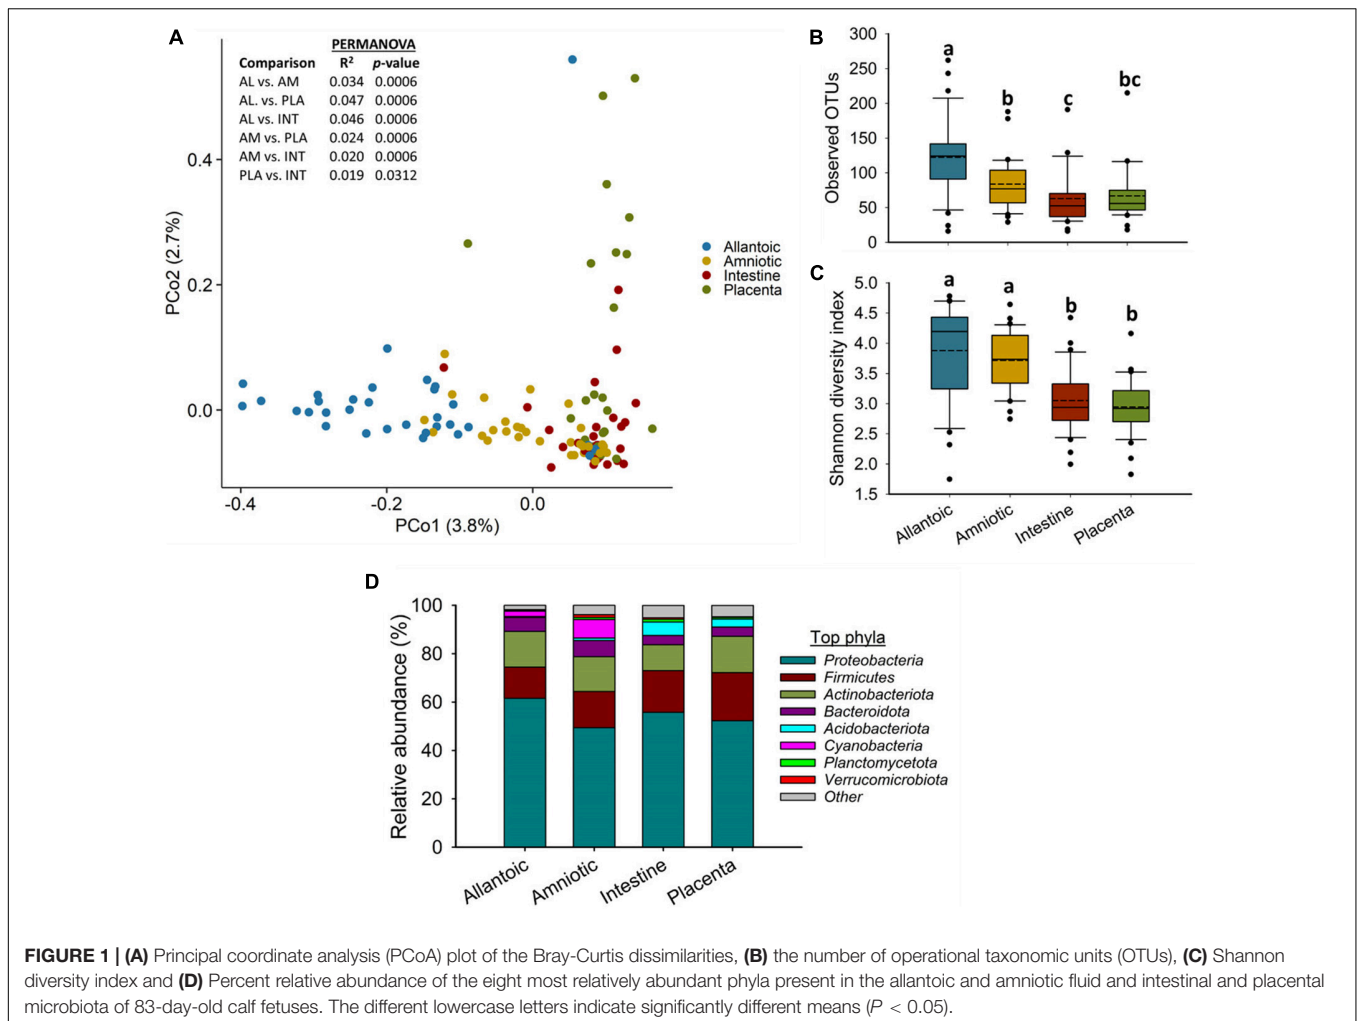 A
PERMANOVA
Comparison R² p-value
AL vs. AM 0.034 0.0006
AL. vs. PLA 0.047 0.0006
AL vs. INT 0.046 0.0006
AM vs. PLA 0.024 0.0006
AM vs. INT 0.020 0.0006
PLA vs. INT 0.019 0.0312
0.4
0.2
0.0
PCo2 (2.7%)
-0.4 -0.2 0.0
PCo1 (3.8%)
Allantoic
Amniotic
Intestine
Placenta
B
300
250
200
150
100
50
0
Observed OTUs
a b c bc
C
5.0
4.5
4.0
3.5
3.0
2.5
2.0
1.5
Shannon diversity index
a a b b
Allantoic Amniotic Intestine Placenta
D
100
80
60
40
20
0
Relative abundance (%)
Allantoic Amniotic Intestine Placenta
Top phyla
Proteobacteria
Firmicutes
Actinobacteriota
Bacteroidota
Acidobacteriota
Cyanobacteria
Planctomycetota
Verrucomicrobiota
Other
FIGURE 1 | (A) Principal coordinate analysis (PCoA) plot of the Bray-Curtis dissimilarities, (B) the number of operational taxonomic units (OTUs), (C) Shannon
diversity index and (D) Percent relative abundance of the eight most relatively abundant phyla present in the allantoic and amniotic fluid and intestinal and placental
microbiota of 83-day-old calf fetuses. The different lowercase letters indicate significantly different means (P < 0.05).